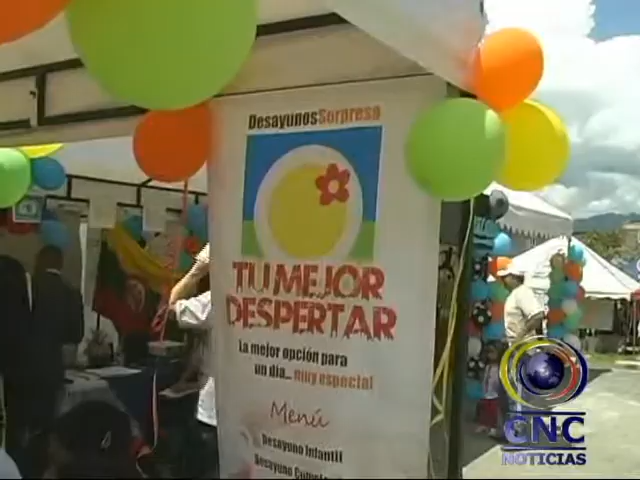 DesayunosSorpresa
TU MEJOR
DESPERTAR
¡La mejor opción para
un día... muy especial!
Menú
Desayuno Infantil
CNC
NOTICIAS